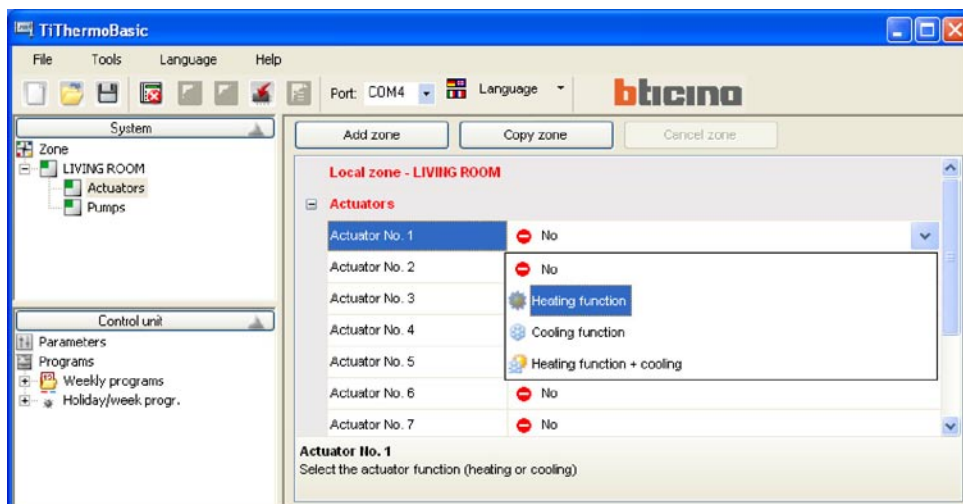 TiThermoBasic
File Tools Language Help
Port: COM4 Language bticino
System
Zone
LIVING ROOM
Actuators
Pumps
Control unit
Parameters
Programs
Weekly programs
Holiday/week progr.
Add zone Copy zone Cancel zone
Local zone - LIVING ROOM
Actuators
Actuator No. 1 No
Actuator No. 2 No
Actuator No. 3 Heating function
Actuator No. 4 Cooling function
Actuator No. 5 Heating function + cooling
Actuator No. 6 No
Actuator No. 7 No
Actuator No. 1
Select the actuator function (heating or cooling)